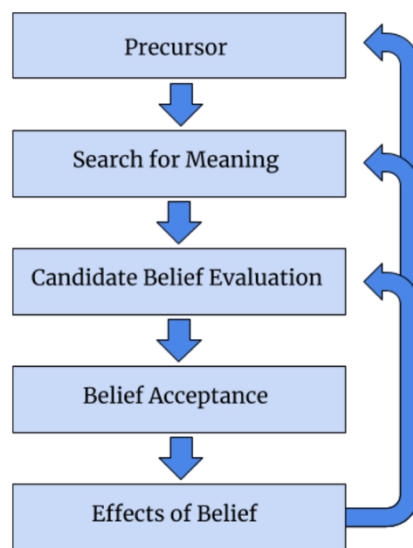 Precursor
Search for Meaning
Candidate Belief Evaluation
Belief Acceptance
Effects of Belief